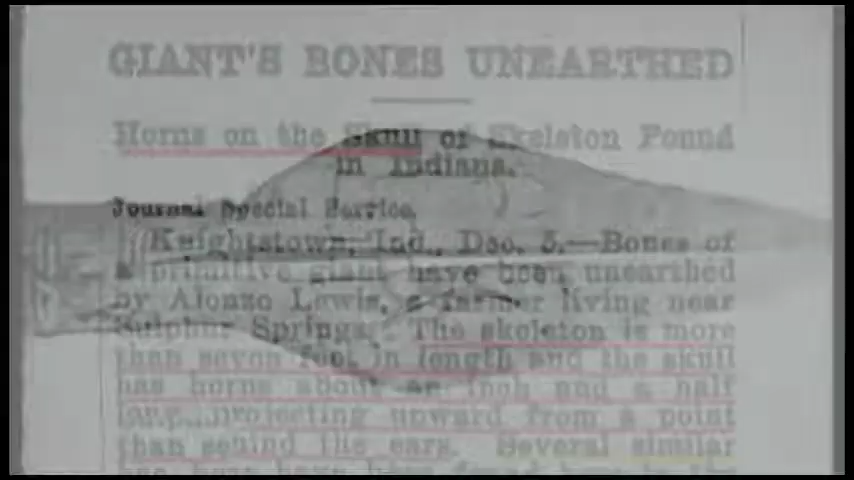 GIANT'S BONES UNEARTHED
Horns on the Skull of Skelston Found
in Indiana.
Journal Special Service.
Knightstown, Ind., Dec. 5.—Bones of
a primitive giant have been unearthed
by Alonzo Lewis, a farmer living near
Sulphur Springs. The skeleton is more
than seven feet in length and the skull
has horns about an inch and a half
long, projecting upward from a point
than behind the ears. Several similar